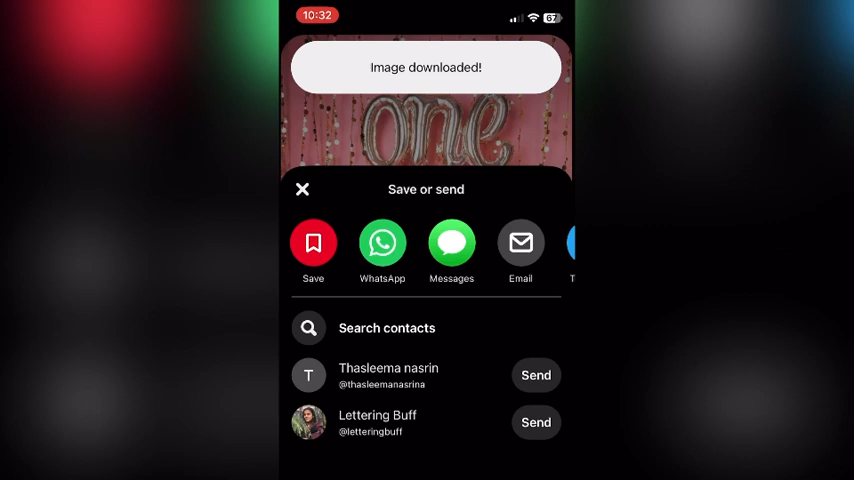 10:32
67
Image downloaded!
one
Save or send
Save
WhatsApp
Messages
Email
T
Search contacts
T
Thasleema nasrin
@thasleemanasrina
Send
Lettering Buff
@letteringbuff
Send